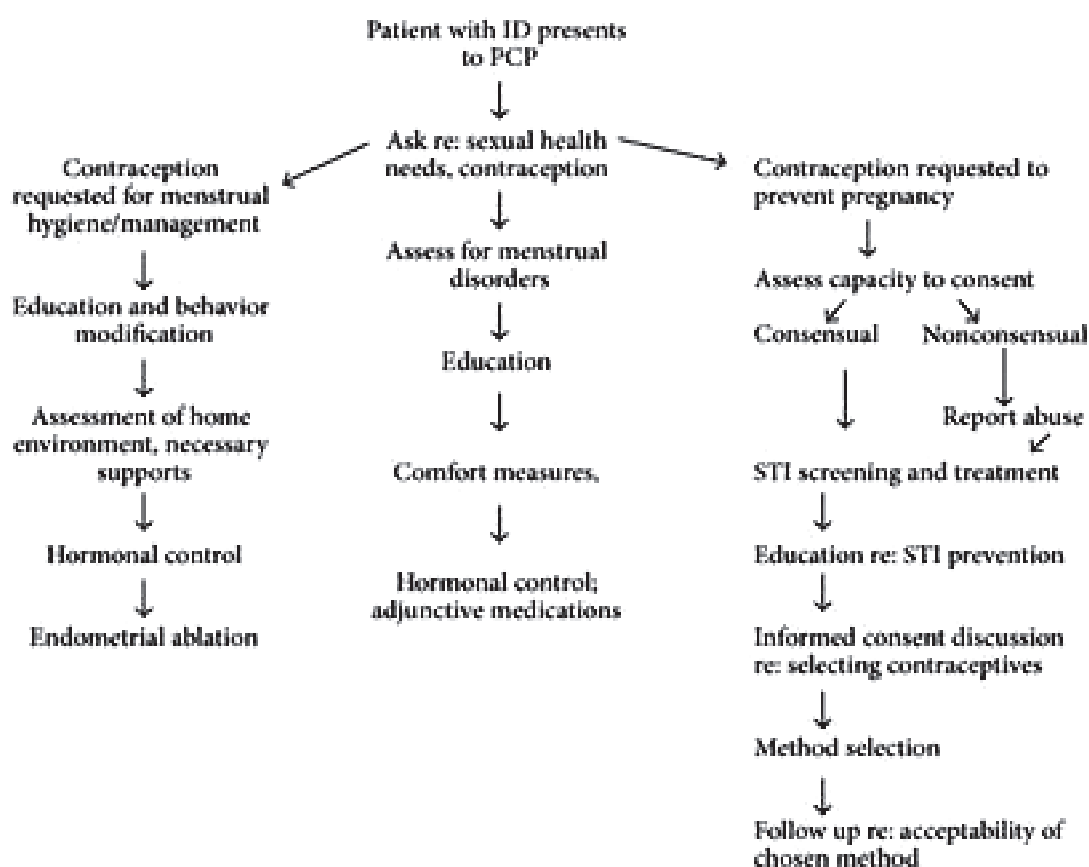 Patient with ID presents
to PCP
Ask re: sexual health
needs, contraception
Contraception
requested for menstrual
hygiene/management
Education and behavior
modification
Assessment of home
environment, necessary
supports
Hormonal control
Endometrial ablation
Assess for menstrual
disorders
Education
Comfort measures,
Hormonal control;
adjunctive medications
Contraception requested to
prevent pregnancy
Assess capacity to consent
Consensual
Nonconsensual
Report abuse
STI screening and treatment
Education re: STI prevention
Informed consent discussion
re: selecting contraceptives
Method selection
Follow up re: acceptability of
chosen method